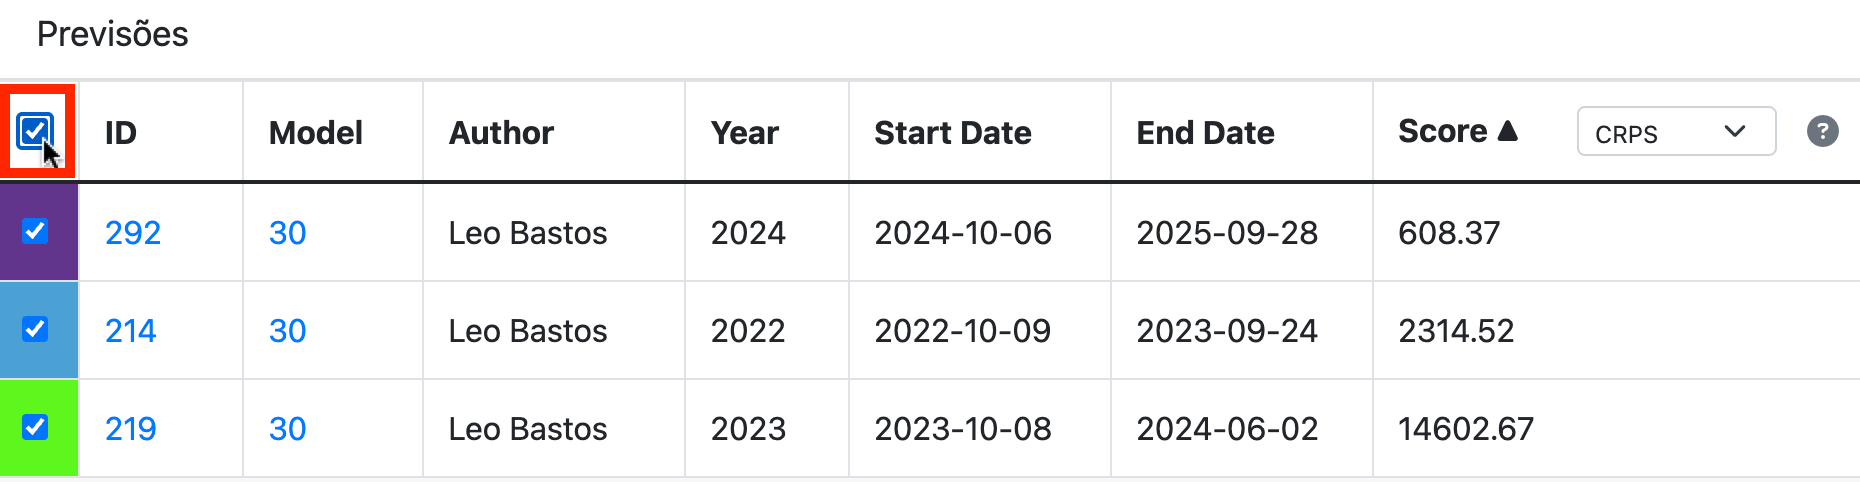 Previsões
ID Model Author Year Start Date End Date Score ▲ CRPS ?
292 30 Leo Bastos 2024 2024-10-06 2025-09-28 608.37
214 30 Leo Bastos 2022 2022-10-09 2023-09-24 2314.52
219 30 Leo Bastos 2023 2023-10-08 2024-06-02 14602.67